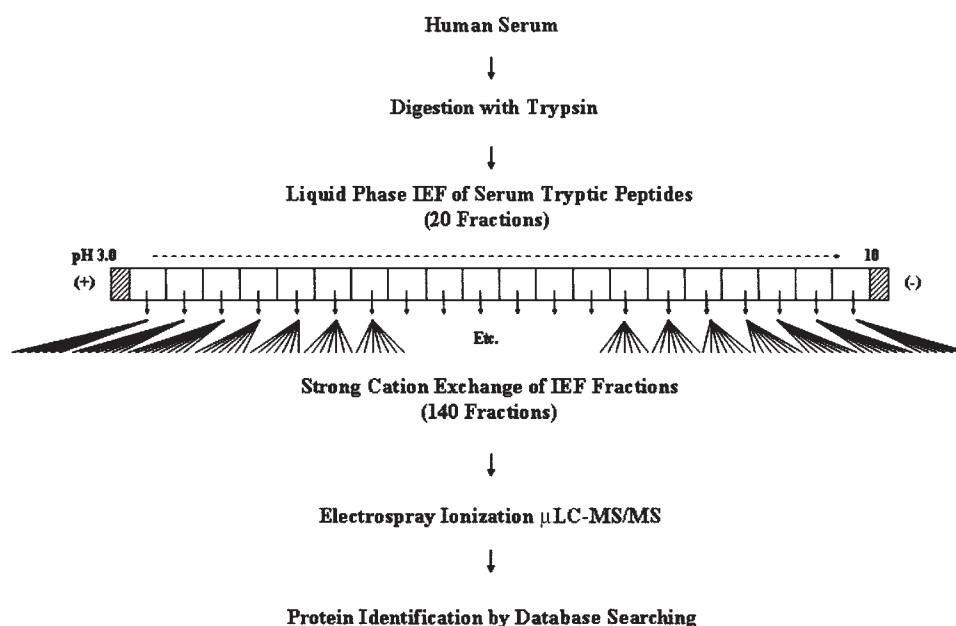 Human Serum
Digestion with Trypsin
Liquid Phase IEF of Serum Tryptic Peptides
(20 Fractions)
pH 3.0 10
(+) (-)
Etc.
Strong Cation Exchange of IEF Fractions
(140 Fractions)
Electrospray Ionization μLC-MS/MS
Protein Identification by Database Searching